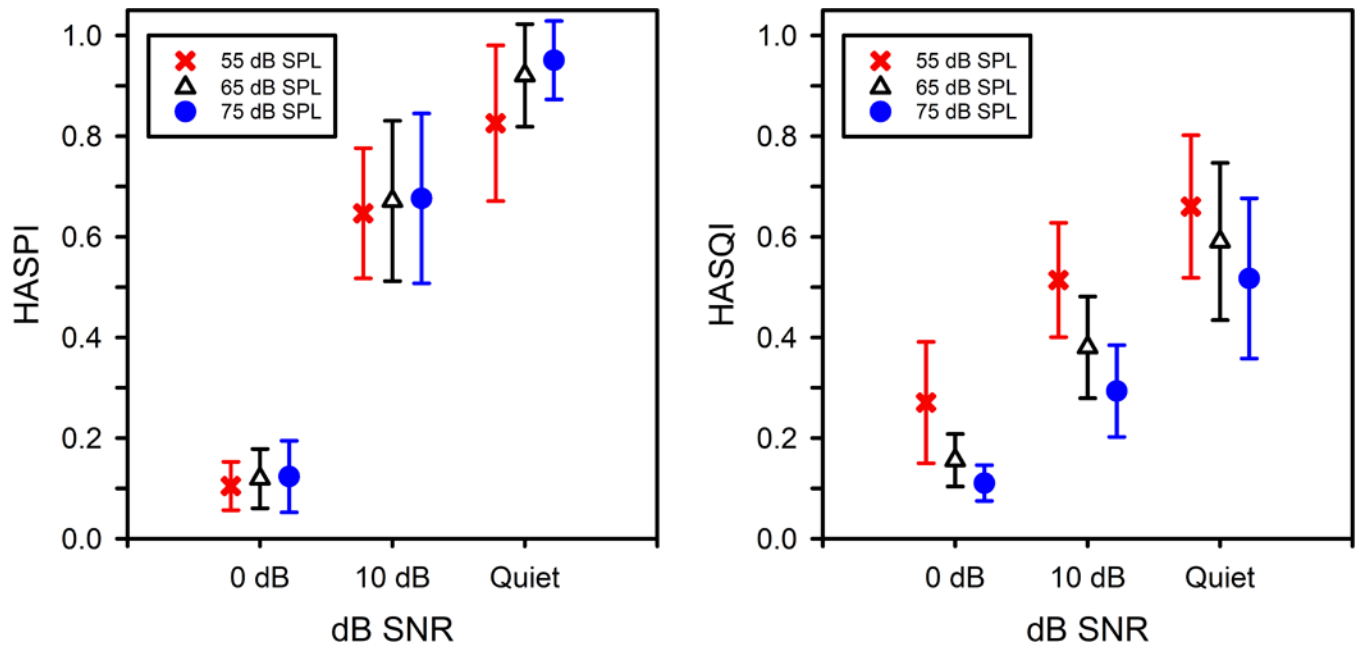 HASPI
1.0
0.8
0.6
0.4
0.2
0.0
55 dB SPL
65 dB SPL
75 dB SPL
0 dB
10 dB
Quiet
dB SNR
HASQI
1.0
0.8
0.6
0.4
0.2
0.0
55 dB SPL
65 dB SPL
75 dB SPL
0 dB
10 dB
Quiet
dB SNR